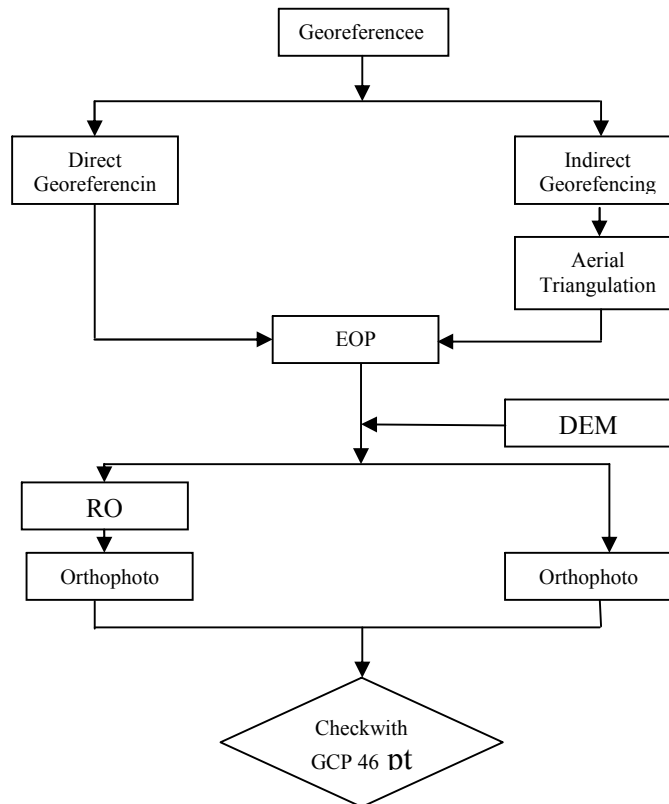 Georeferencee
Direct
Georeferencin
Indirect
Georefencing
Aerial
Triangulation
EOP
DEM
RO
Orthophoto
Orthophoto
Checkwith
GCP 46 pt